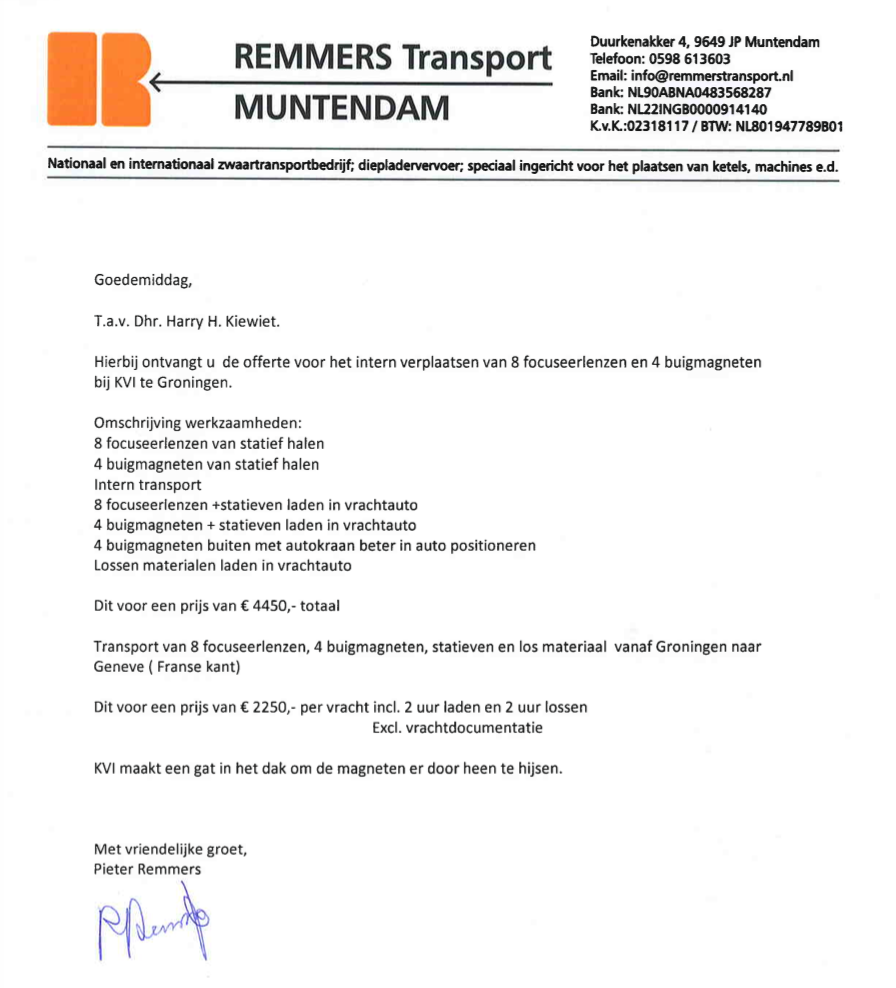 REMMERS Transport
MUNTENDAM
Duurkenakker 4, 9649 JP Muntendam
Telefoon: 0598 613603
Email: info@remmerstransport.nl
Bank: NL90ABNA0483568287
Bank: NL22INGB0000914140
K.v.K.:02318117 / BTW: NL801947789B01
Nationaal en internationaal zwaartransportbedrijf; diepladervervoer; speciaal ingericht voor het plaatsen van ketels, machines e.d.
Goedemiddag,
T.a.v. Dhr. Harry H. Kiewiet.
Hierbij ontvangt u de offerte voor het intern verplaatsen van 8 focuseerlenzen en 4 buigmagneten
bij KVI te Groningen.
Omschrijving werkzaamheden:
8 focuseerlenzen van statief halen
4 buigmagneten van statief halen
Intern transport
8 focuseerlenzen +statieven laden in vrachtauto
4 buigmagneten + statieven laden in vrachtauto
4 buigmagneten buiten met autokraan beter in auto positioneren
Lossen materialen laden in vrachtauto
Dit voor een prijs van € 4450,- totaal
Transport van 8 focuseerlenzen, 4 buigmagneten, statieven en los materiaal vanaf Groningen naar
Geneve ( Franse kant)
Dit voor een prijs van € 2250,- per vracht incl. 2 uur laden en 2 uur lossen
Excl. vrachtdocumentatie
KVI maakt een gat in het dak om de magneten er door heen te hijsen.
Met vriendelijke groet,
Pieter Remmers